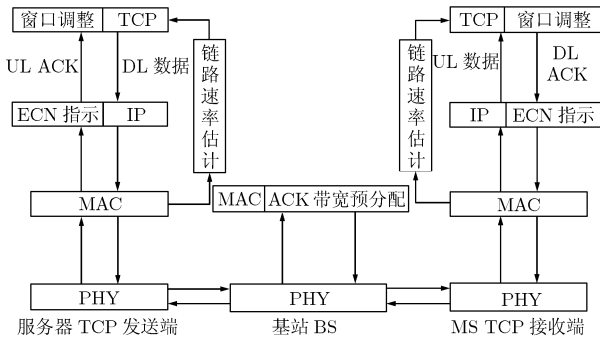 窗口调整 TCP
TCP 窗口调整
UL ACK
DL 数据
链路速率估计
链路速率估计
UL 数据
DL ACK
ECN 指示 IP
IP ECN 指示
MAC
MAC ACK 带宽预分配
MAC
PHY
PHY
PHY
服务器 TCP 发送端
基站 BS
MS TCP 接收端